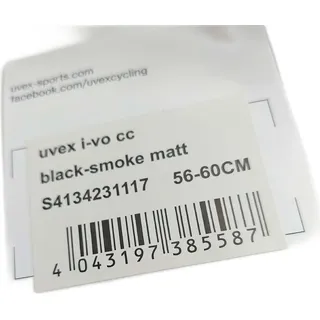 uvex-sports.com
facebook.com/uvexcycling
uvex i-vo cc
black-smoke matt
S4134231117 56-60CM
4 043197 385587